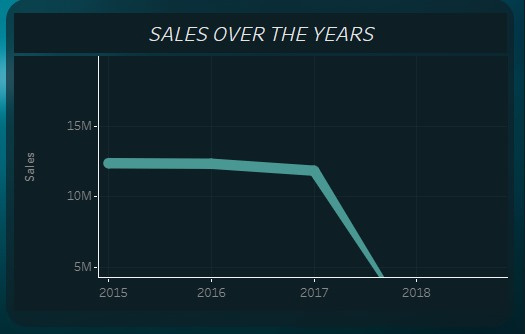 SALES OVER THE YEARS
15M
Sales
10M
5M
2015 2016 2017 2018